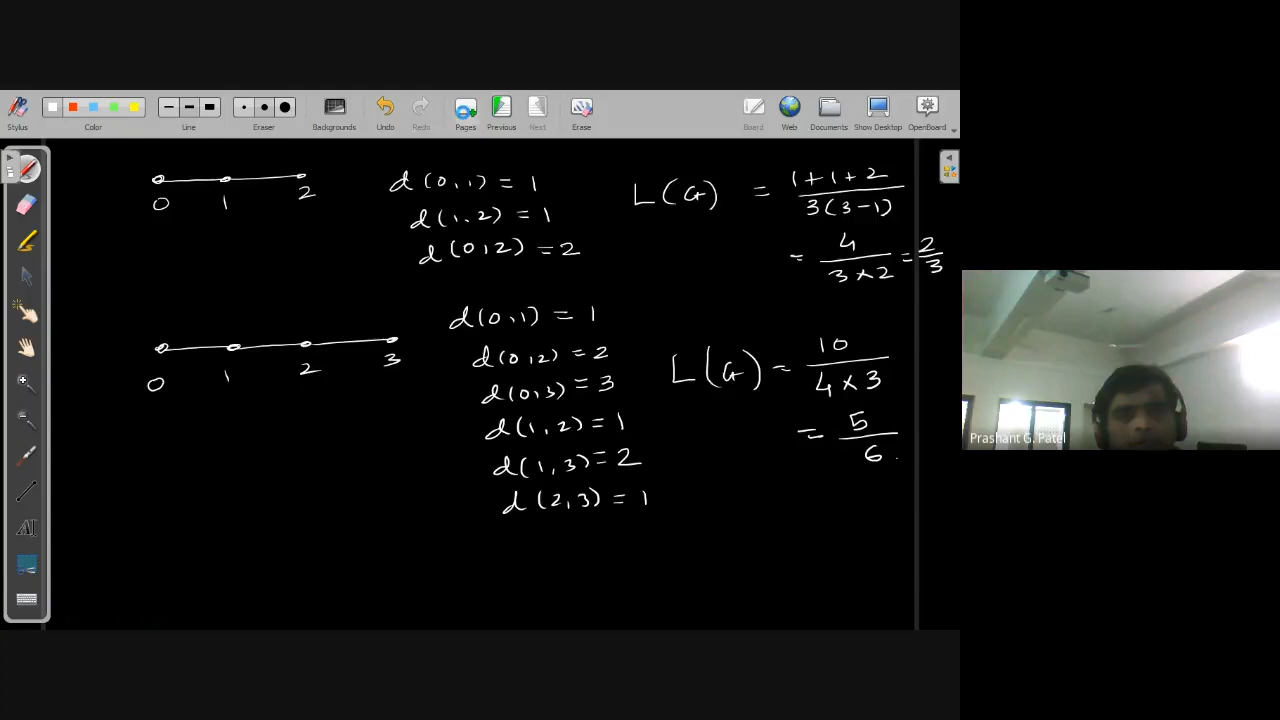 Stylus Color Line Eraser Backgrounds Undo Redo Pages Previous Next Erase Board Web Documents Show Desktop OpenBoard
0 1 2
d(0,1) = 1
d(1,2) = 1
d(0,2) = 2
L(G) = 1+1+2 / 3(3-1)
= 4 / 3×2 = 2/3
0 1 2 3
d(0,1) = 1
d(0,2) = 2
d(0,3) = 3
d(1,2) = 1
d(1,3) = 2
d(2,3) = 1
L(G) = 10 / 4×3
= 5 / 6.
Prashant G. Patel